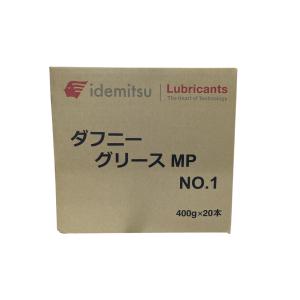 idemitsu
Lubricants
The Heart of Technology
ダフニー
グリース MP
NO.1
400g×20本